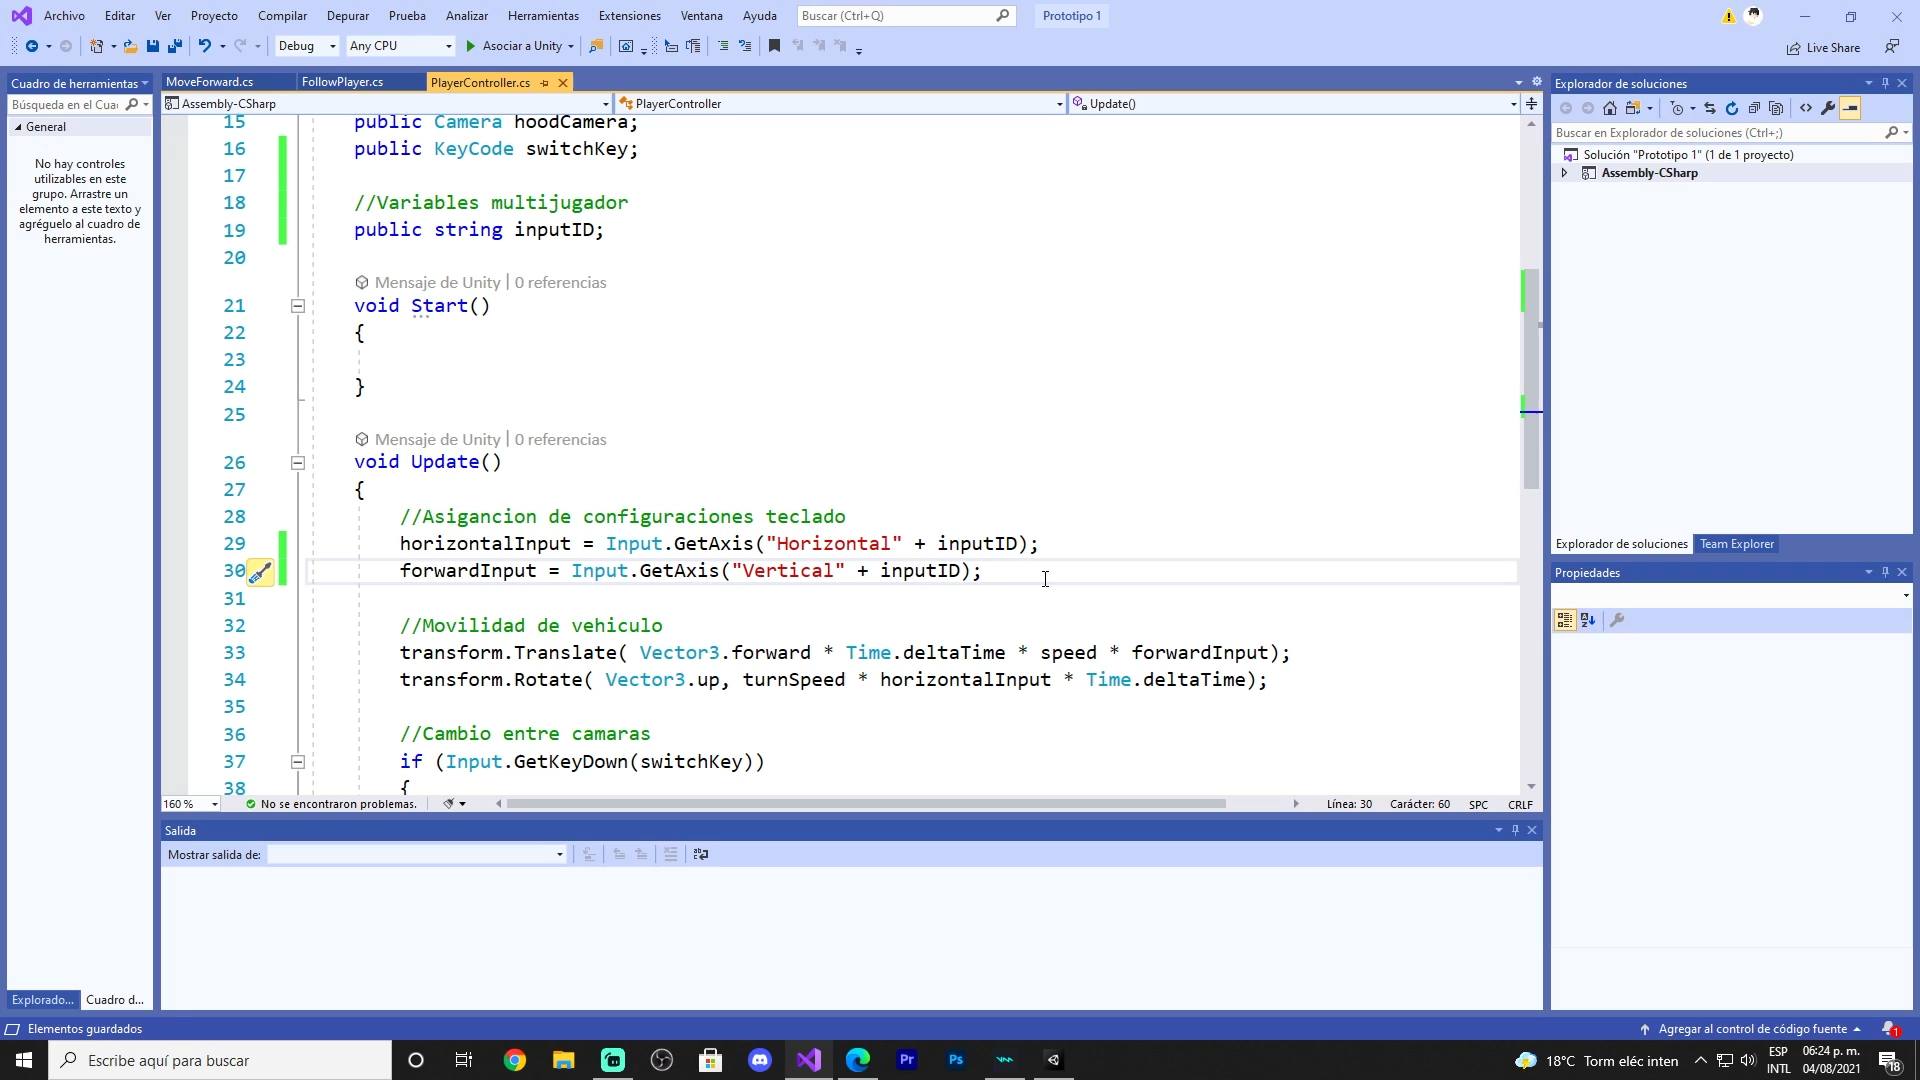 Archivo Editar Ver Proyecto Compilar Depurar Prueba Analizar Herramientas Extensiones Ventana Ayuda Buscar (Ctrl+Q) Prototipo 1
Debug Any CPU Asociar a Unity Live Share
Cuadro de herramientas
Búsqueda en el Cua
General
No hay controles
utilizables en este
grupo. Arrastre un
elemento a este texto y
agréguelo al cuadro de
herramientas.
Explorado... Cuadro d...
MoveForward.cs FollowPlayer.cs PlayerController.cs
Assembly-CSharp PlayerController Update()
15 public Camera hoodCamera;
16 public KeyCode switchKey;
17
18 //Variables multijugador
19 public string inputID;
20
Mensaje de Unity | 0 referencias
21 void Start()
22 {
23
24 }
25
Mensaje de Unity | 0 referencias
26 void Update()
27 {
28 //Asigancion de configuraciones teclado
29 horizontalInput = Input.GetAxis("Horizontal" + inputID);
30 forwardInput = Input.GetAxis("Vertical" + inputID);
31
32 //Movilidad de vehiculo
33 transform.Translate( Vector3.forward * Time.deltaTime * speed * forwardInput);
34 transform.Rotate( Vector3.up, turnSpeed * horizontalInput * Time.deltaTime);
35
36 //Cambio entre camaras
37 if (Input.GetKeyDown(switchKey))
38 {
160 % No se encontraron problemas. Línea: 30 Carácter: 60 SPC CRLF
Salida
Mostrar salida de:
Explorador de soluciones
Buscar en Explorador de soluciones (Ctrl+;)
Solución "Prototipo 1" (1 de 1 proyecto)
Assembly-CSharp
Explorador de soluciones Team Explorer
Propiedades
Elementos guardados Agregar al control de código fuente 1
Escribe aquí para buscar Pr Ps 18°C Torm eléc inten ESP 06:24 p. m.
INTL 04/08/2021 18